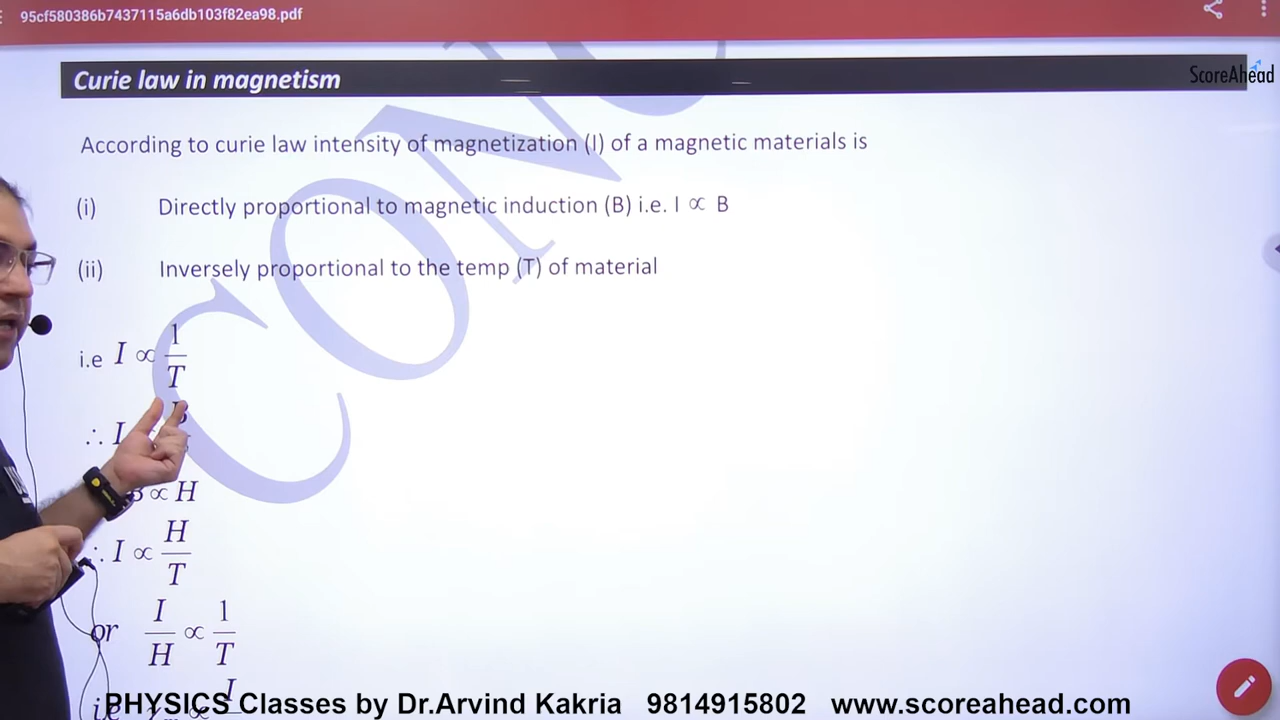 95cf580386b7437115a6db103f82ea98.pdf
ScoreAhead
Curie law in magnetism
According to curie law intensity of magnetization (I) of a magnetic materials is
(i) Directly proportional to magnetic induction (B) i.e. I ∝ B
(ii) Inversely proportional to the temp (T) of material
i.e I ∝ 1/T
∴ I
B ∝ H
∴ I ∝ H/T
or I/H ∝ 1/T
PHYSICS Classes by Dr.Arvind Kakria 9814915802 www.scoreahead.com